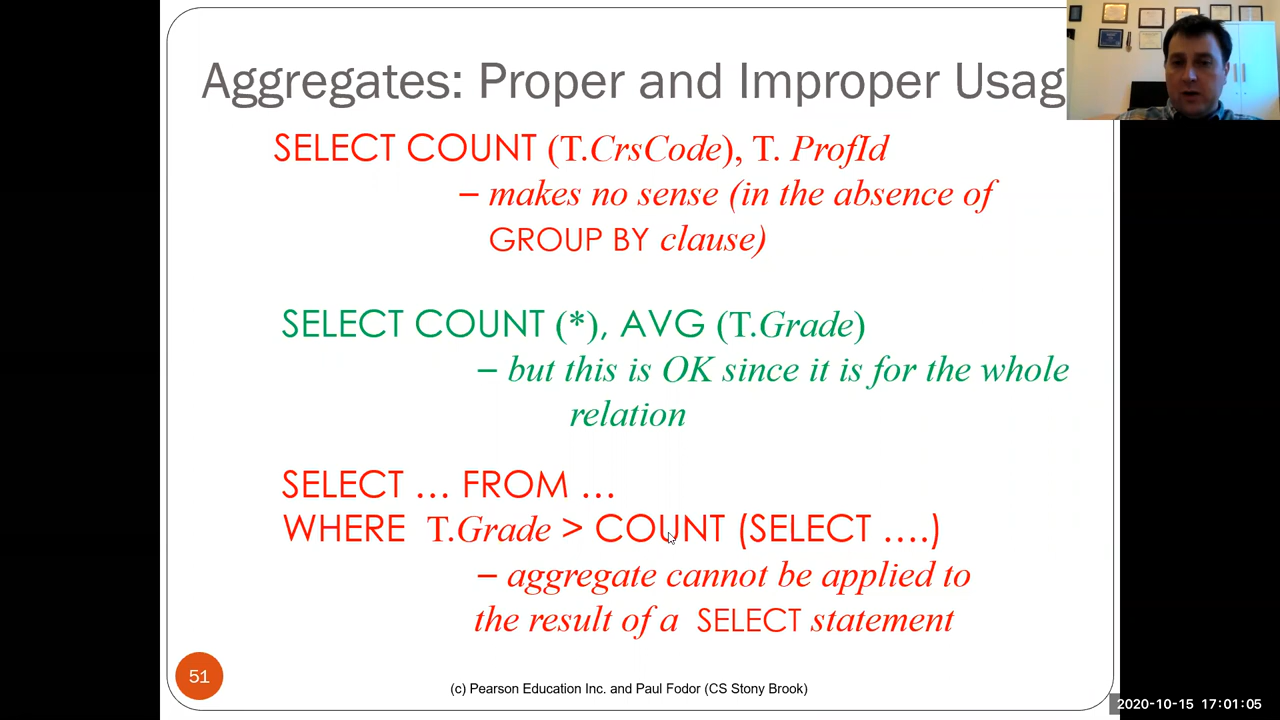 Aggregates: Proper and Improper Usag
SELECT COUNT (T.CrsCode), T. ProfId
– makes no sense (in the absence of
GROUP BY clause)
SELECT COUNT (*), AVG (T.Grade)
– but this is OK since it is for the whole
relation
SELECT … FROM …
WHERE T.Grade > COUNT (SELECT ….)
– aggregate cannot be applied to
the result of a SELECT statement
51
(c) Pearson Education Inc. and Paul Fodor (CS Stony Brook)
2020-10-15 17:01:05